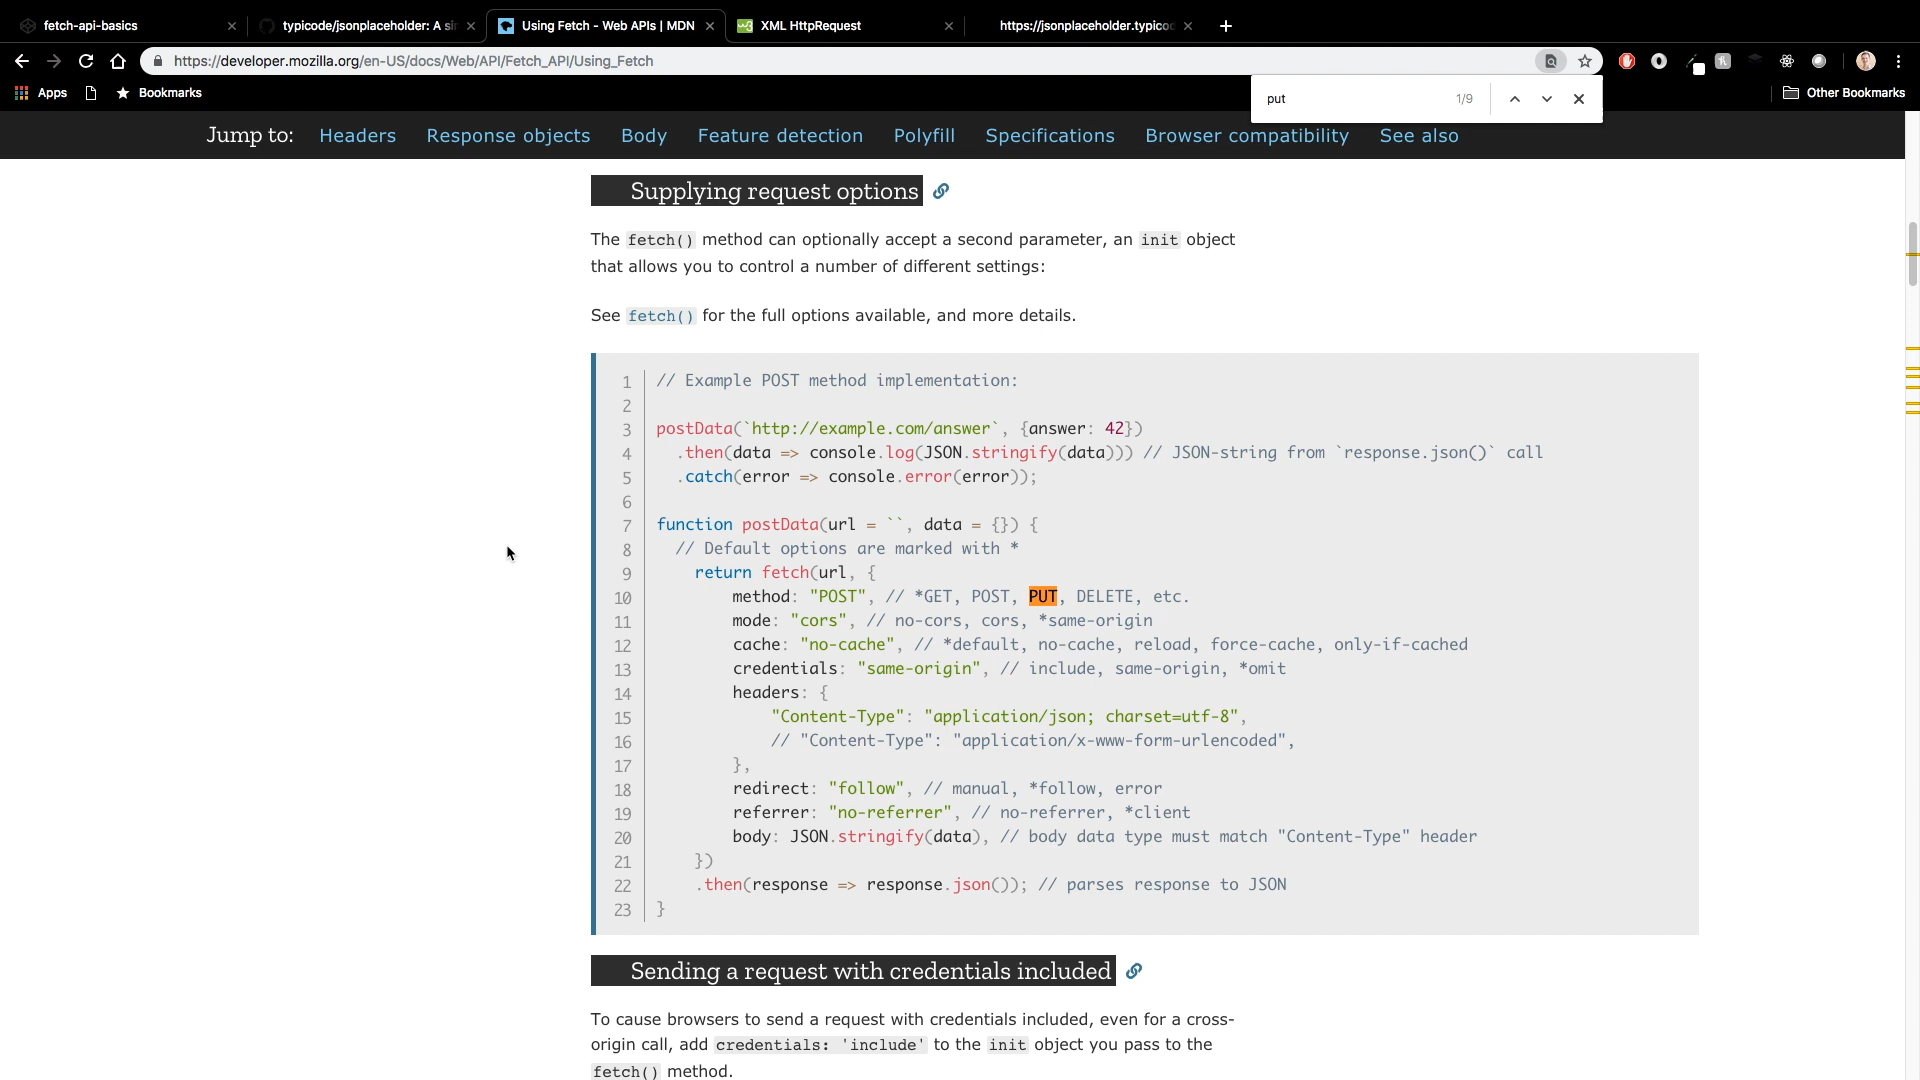 fetch-api-basics
typicode/jsonplaceholder: A si
Using Fetch - Web APIs | MDN
XML HttpRequest
https://jsonplaceholder.typico
https://developer.mozilla.org/en-US/docs/Web/API/Fetch_API/Using_Fetch
Apps
Bookmarks
put
1/9
Other Bookmarks
Jump to: Headers Response objects Body Feature detection Polyfill Specifications Browser compatibility See also
Supplying request options
The fetch() method can optionally accept a second parameter, an init object
that allows you to control a number of different settings:
See fetch() for the full options available, and more details.
1 // Example POST method implementation:
2
3 postData(`http://example.com/answer`, {answer: 42})
4 .then(data => console.log(JSON.stringify(data))) // JSON-string from `response.json()` call
5 .catch(error => console.error(error));
6
7 function postData(url = ``, data = {}) {
8 // Default options are marked with *
9 return fetch(url, {
10 method: "POST", // *GET, POST, PUT, DELETE, etc.
11 mode: "cors", // no-cors, cors, *same-origin
12 cache: "no-cache", // *default, no-cache, reload, force-cache, only-if-cached
13 credentials: "same-origin", // include, same-origin, *omit
14 headers: {
15 "Content-Type": "application/json; charset=utf-8",
16 // "Content-Type": "application/x-www-form-urlencoded",
17 },
18 redirect: "follow", // manual, *follow, error
19 referrer: "no-referrer", // no-referrer, *client
20 body: JSON.stringify(data), // body data type must match "Content-Type" header
21 })
22 .then(response => response.json()); // parses response to JSON
23 }
Sending a request with credentials included
To cause browsers to send a request with credentials included, even for a cross-
origin call, add credentials: 'include' to the init object you pass to the
fetch() method.